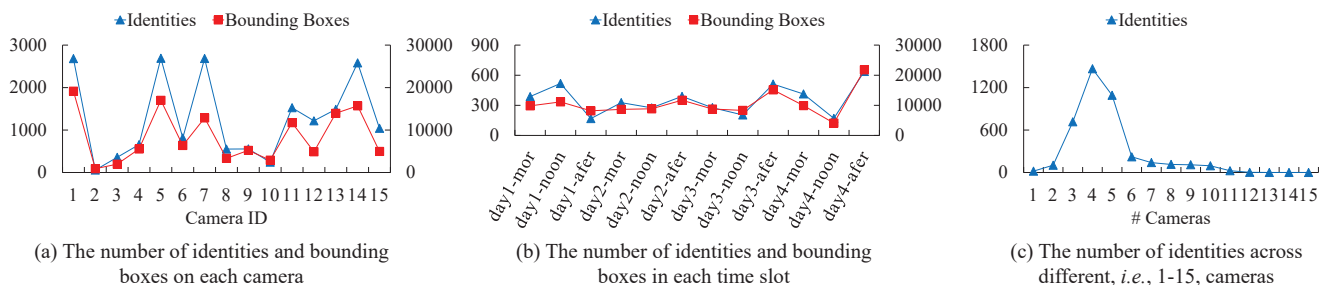 Identities Bounding Boxes
3000 30000
2000 20000
1000 10000
0 0
1 2 3 4 5 6 7 8 9 10 11 12 13 14 15
Camera ID
(a) The number of identities and bounding
boxes on each camera
Identities Bounding Boxes
900 30000
600 20000
300 10000
0 0
day1-mor
day1-noon
day1-afer
day2-mor
day2-noon
day2-afer
day3-mor
day3-noon
day3-afer
day4-mor
day4-noon
day4-afer
(b) The number of identities and bounding
boxes in each time slot
Identities
1800
1200
600
0
1 2 3 4 5 6 7 8 9 10 11 12 13 14 15
# Cameras
(c) The number of identities across
different, i.e., 1-15, cameras